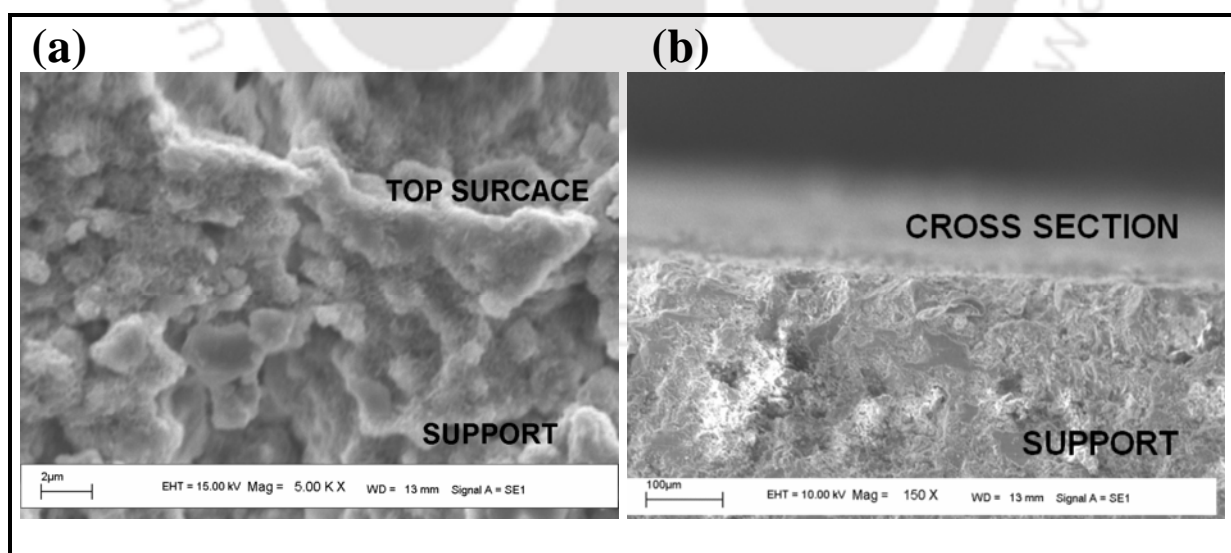 (a)
(b)
TOP SURCACE
SUPPORT
2µm
EHT = 15.00 kV Mag = 5.00 K X WD = 13 mm Signal A = SE1
CROSS SECTION
SUPPORT
100µm
EHT = 10.00 kV Mag = 150 X WD = 13 mm Signal A = SE1